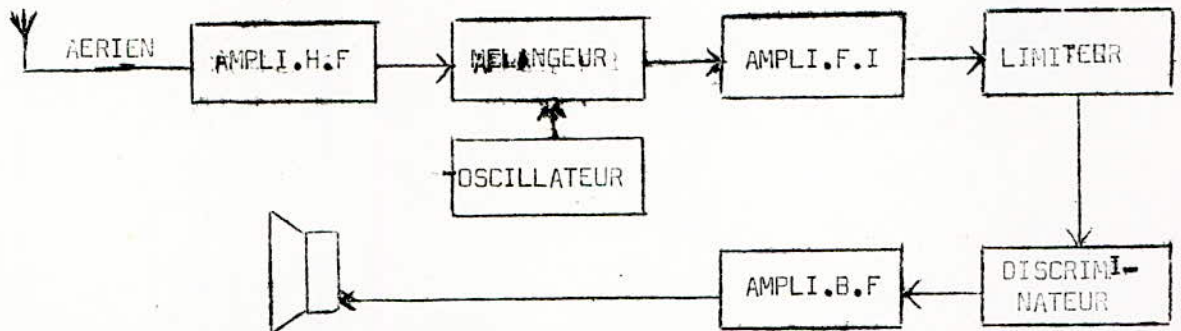 AERIEN
AMPLI.H.F
MELANGEUR
AMPLI.F.I
LIMITEUR
OSCILLATEUR
AMPLI.B.F
DISCRIMI-
NATEUR